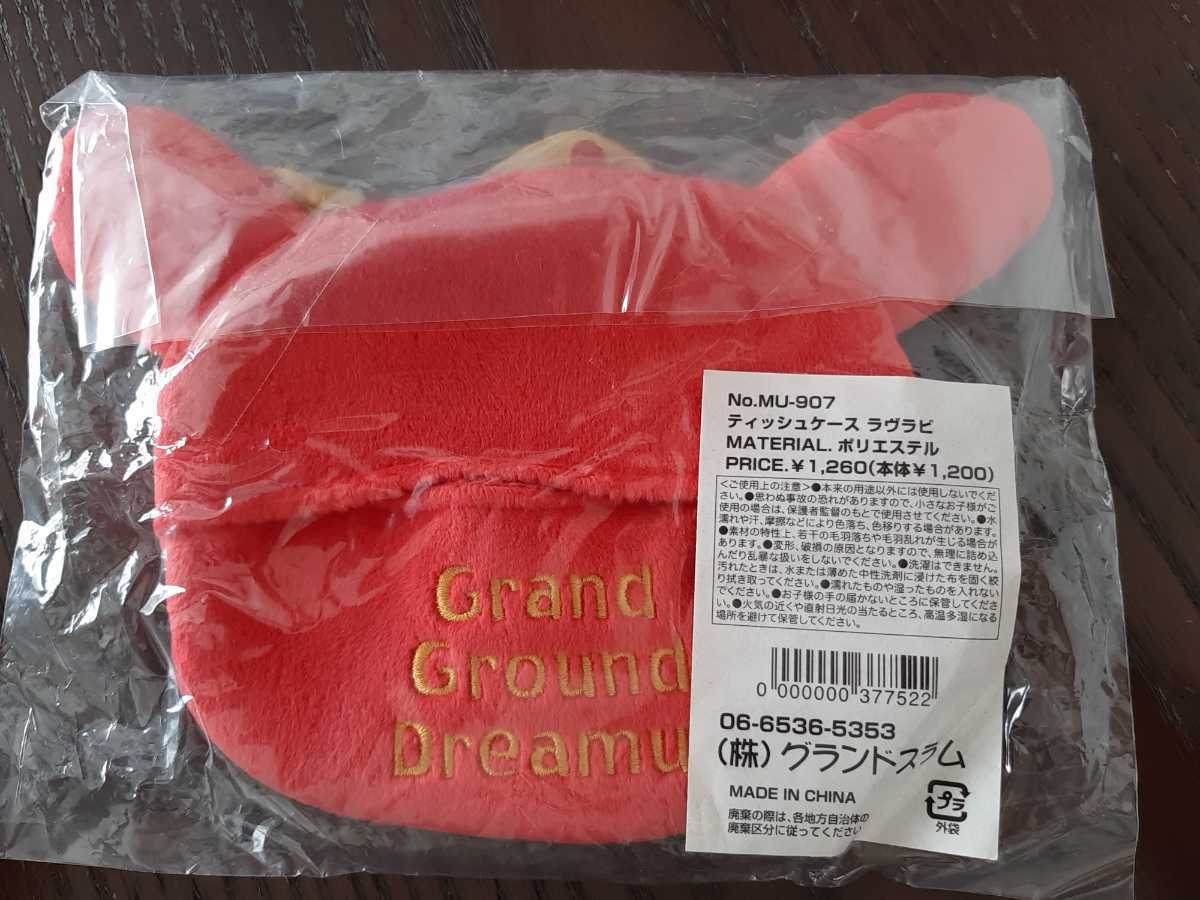 Grand
Ground
Dreamu
No.MU-907
ティッシュケース ラヴラビ
MATERIAL. ポリエステル
PRICE.￥1,260(本体￥1,200)
<ご使用上の注意>●本来の用途以外には使用しないでくだ
さい。●思わぬ事故の恐れがありますので、小さなお子様がご
使用の場合は、保護者監督のもとで使用させてください。●水
濡れや汗、摩擦などにより色落ち、色移りする場合があります。
●素材の特性上、若干の毛羽落ちや毛羽乱れが生じる場合が
あります。●変形、破損の原因となりますので、無理に詰め込
んだり乱暴な扱いをしないでください。●洗濯はできません。
汚れたときは、水または薄めた中性洗剤に浸けた布を固く絞
り拭き取ってください。●濡れたものや湿ったものを入れない
でください。●お子様の手の届かないところに保管してくださ
い。●火気の近くや直射日光の当たるところ、高温多湿になる
場所を避けて保管してください。
0 000000 377522
06-6536-5353
(株)グランドスラム
MADE IN CHINA
プラ
外袋
廃棄の際は、各地方自治体の
廃棄区分に従ってください